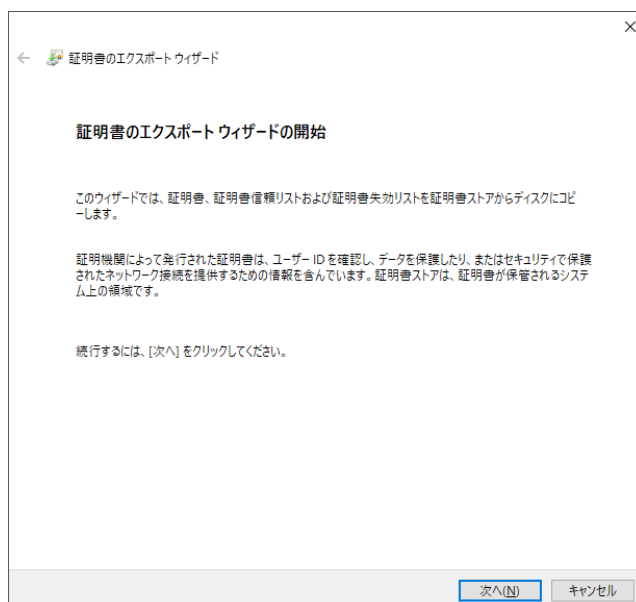 証明書のエクスポート ウィザード
証明書のエクスポート ウィザードの開始
このウィザードでは、証明書、証明書信頼リストおよび証明書失効リストを証明書ストアからディスクにコピ
ーします。
証明機関によって発行された証明書は、ユーザー ID を確認し、データを保護したり、またはセキュリティで保護
されたネットワーク接続を提供するための情報を含んでいます。証明書ストアは、証明書が保管されるシステ
ム上の領域です。
続行するには、[次へ] をクリックしてください。
次へ(N)
キャンセル